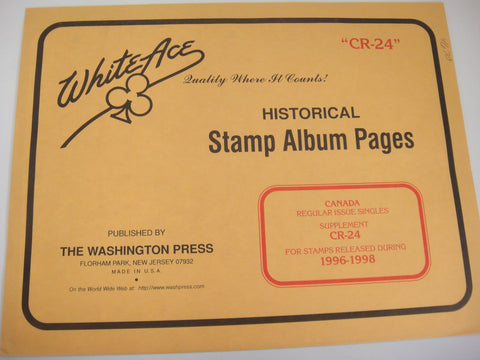 "CR-24"
White Ace
Quality Where It Counts!
HISTORICAL
Stamp Album Pages
CANADA
REGULAR ISSUE SINGLES
SUPPLEMENT
CR-24
FOR STAMPS RELEASED DURING
1996-1998
PUBLISHED BY
THE WASHINGTON PRESS
FLORHAM PARK, NEW JERSEY 07932
MADE IN U.S.A.
On the World Wide Web at: http://www.washpress.com